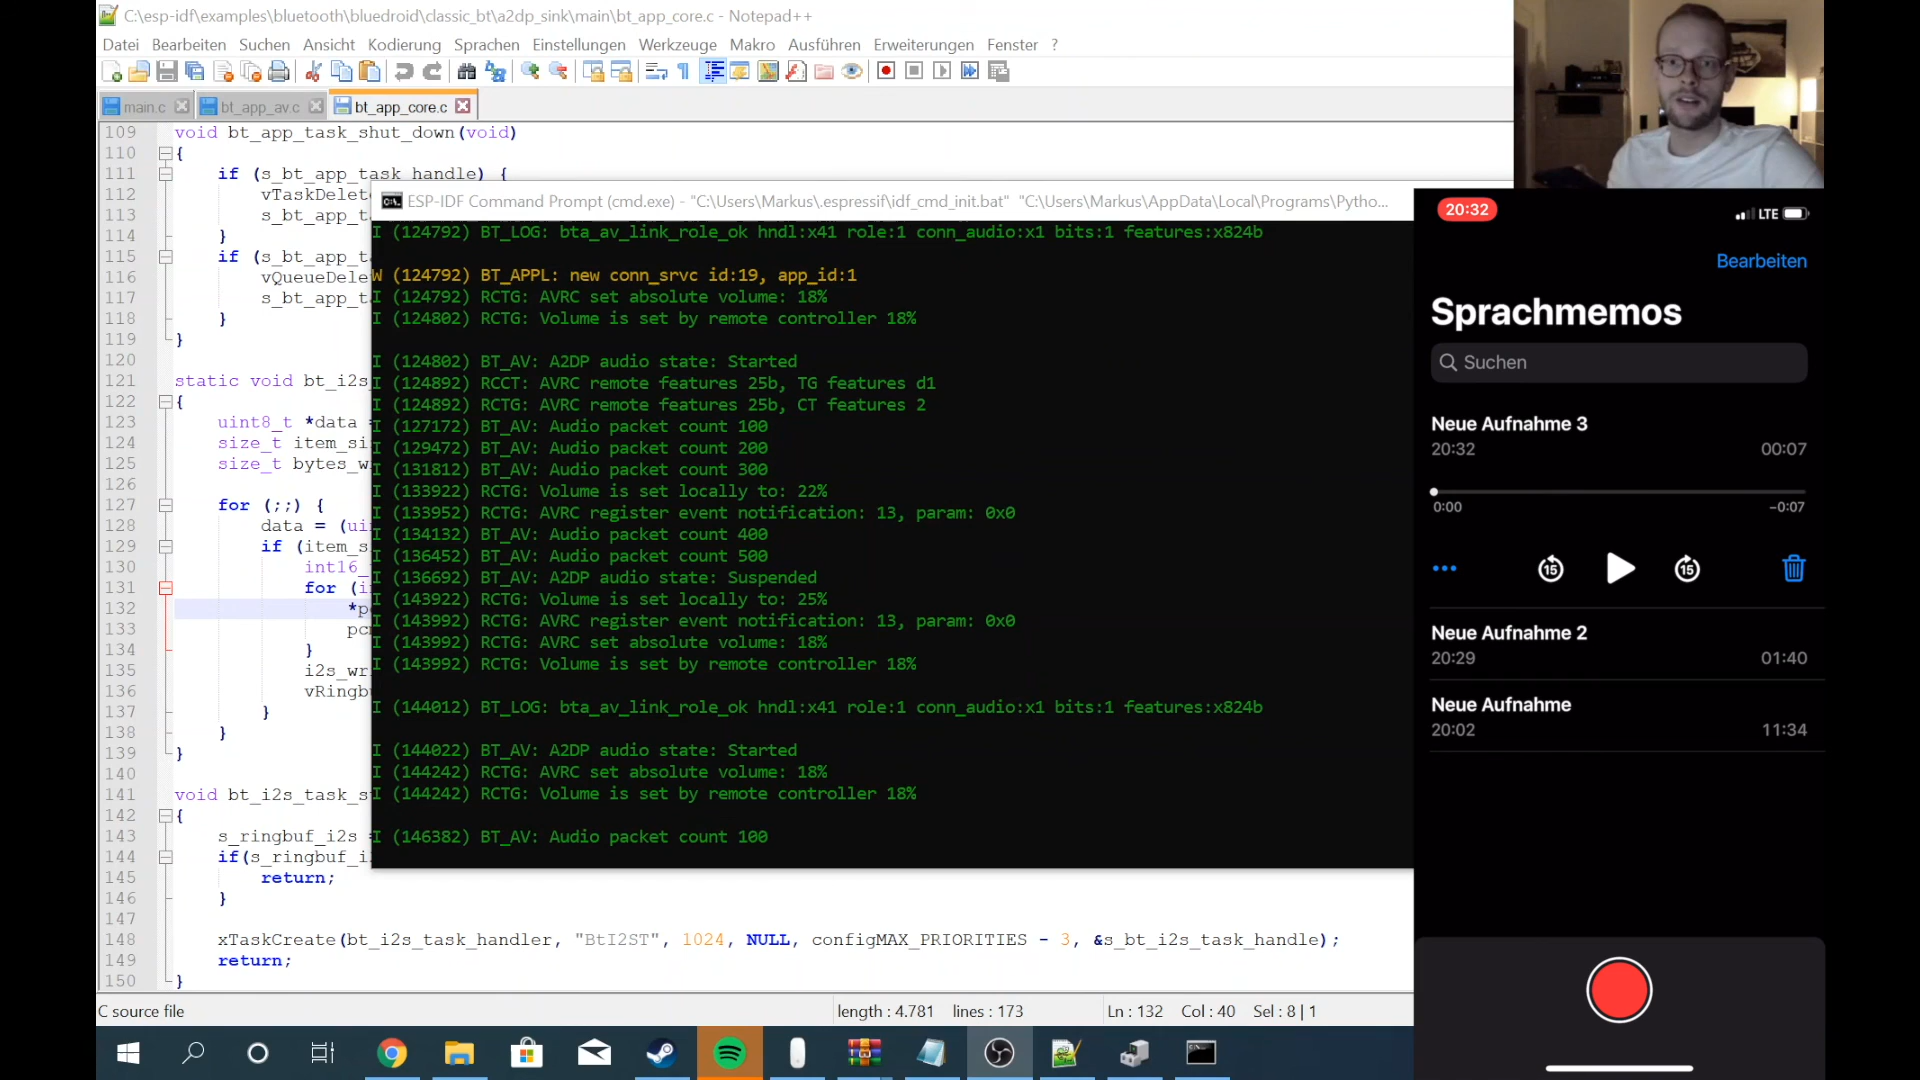 C:\esp-idf\examples\bluetooth\bluedroid\classic_bt\a2dp_sink\main\bt_app_core.c - Notepad++
Datei Bearbeiten Suchen Ansicht Kodierung Sprachen Einstellungen Werkzeuge Makro Ausführen Erweiterungen Fenster ?
main.c bt_app_av.c bt_app_core.c
109 void bt_app_task_shut_down(void)
110 {
111 if (s_bt_app_task_handle) {
112 vTaskDelet
113 s_bt_app_t
114 }
115 if (s_bt_app_t
116 vQueueDele
117 s_bt_app_t
118 }
119 }
120
121 static void bt_i2s
122 {
123 uint8_t *data =
124 size_t item_si
125 size_t bytes_w
126
127 for (;;) {
128 data = (ui
129 if (item_s
130 int16_
131 for (i
132 *p
133 pc
134 }
135 i2s_wr
136 vRingb
137 }
138 }
139 }
140
141 void bt_i2s_task_s
142 {
143 s_ringbuf_i2s =
144 if(s_ringbuf_i
145 return;
146 }
147
148 xTaskCreate(bt_i2s_task_handler, "BtI2ST", 1024, NULL, configMAX_PRIORITIES - 3, &s_bt_i2s_task_handle);
149 return;
150 }
C source file length : 4.781 lines : 173 Ln : 132 Col : 40 Sel : 8 | 1
ESP-IDF Command Prompt (cmd.exe) - "C:\Users\Markus\.espressif\idf_cmd_init.bat" "C:\Users\Markus\AppData\Local\Programs\Pytho...
I (124792) BT_LOG: bta_av_link_role_ok hndl:x41 role:1 conn_audio:x1 bits:1 features:x824b
W (124792) BT_APPL: new conn_srvc id:19, app_id:1
I (124792) RCTG: AVRC set absolute volume: 18%
I (124802) RCTG: Volume is set by remote controller 18%
I (124802) BT_AV: A2DP audio state: Started
I (124892) RCCT: AVRC remote features 25b, TG features d1
I (124892) RCTG: AVRC remote features 25b, CT features 2
I (127172) BT_AV: Audio packet count 100
I (129472) BT_AV: Audio packet count 200
I (131812) BT_AV: Audio packet count 300
I (133922) RCTG: Volume is set locally to: 22%
I (133952) RCTG: AVRC register event notification: 13, param: 0x0
I (134132) BT_AV: Audio packet count 400
I (136452) BT_AV: Audio packet count 500
I (136692) BT_AV: A2DP audio state: Suspended
I (143922) RCTG: Volume is set locally to: 25%
I (143992) RCTG: AVRC register event notification: 13, param: 0x0
I (143992) RCTG: AVRC set absolute volume: 18%
I (143992) RCTG: Volume is set by remote controller 18%
I (144012) BT_LOG: bta_av_link_role_ok hndl:x41 role:1 conn_audio:x1 bits:1 features:x824b
I (144022) BT_AV: A2DP audio state: Started
I (144242) RCTG: AVRC set absolute volume: 18%
I (144242) RCTG: Volume is set by remote controller 18%
I (146382) BT_AV: Audio packet count 100
20:32 LTE
Bearbeiten
Sprachmemos
Suchen
Neue Aufnahme 3
20:32 00:07
0:00 −0:07
15 15
Neue Aufnahme 2
20:29 01:40
Neue Aufnahme
20:02 11:34